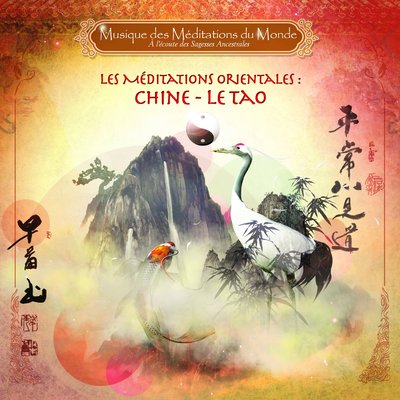 Musique des Méditations du Monde
À l'écoute des Sagesses Ancestrales
LES MÉDITATIONS ORIENTALES :
CHINE - LE TAO
平常心見道